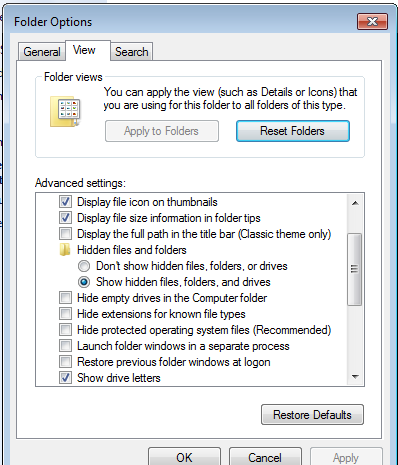 Folder Options
General
View
Search
Folder views
You can apply the view (such as Details or Icons) that
you are using for this folder to all folders of this type.
Apply to Folders
Reset Folders
Advanced settings:
Display file icon on thumbnails
Display file size information in folder tips
Display the full path in the title bar (Classic theme only)
Hidden files and folders
Don't show hidden files, folders, or drives
Show hidden files, folders, and drives
Hide empty drives in the Computer folder
Hide extensions for known file types
Hide protected operating system files (Recommended)
Launch folder windows in a separate process
Restore previous folder windows at logon
Show drive letters
Restore Defaults
OK
Cancel
Apply